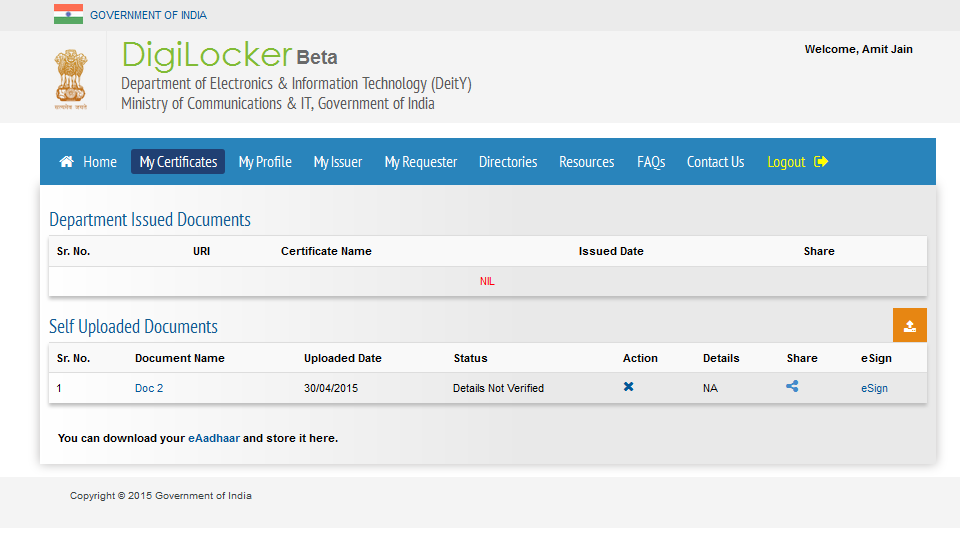 GOVERNMENT OF INDIA
DigiLocker Beta
Welcome, Amit Jain
Department of Electronics & Information Technology (DeitY)
Ministry of Communications & IT, Government of India
सत्यमेव जयते
Home My Certificates My Profile My Issuer My Requester Directories Resources FAQs Contact Us Logout
Department Issued Documents
Sr. No. URI Certificate Name Issued Date Share
NIL
Self Uploaded Documents
Sr. No. Document Name Uploaded Date Status Action Details Share eSign
1 Doc 2 30/04/2015 Details Not Verified NA eSign
You can download your eAadhaar and store it here.
Copyright © 2015 Government of India